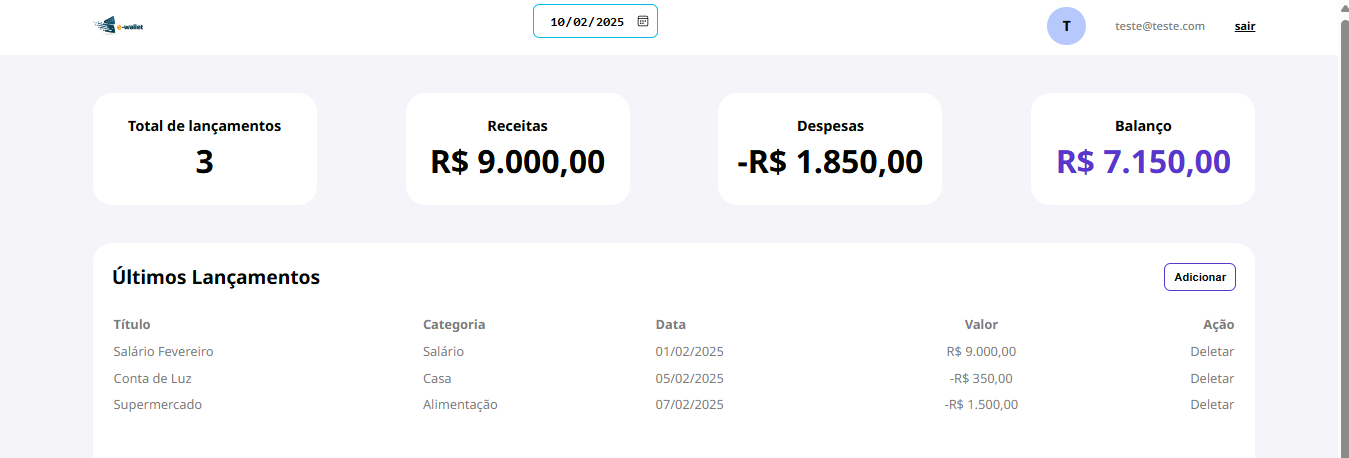 e-wallet
10/02/2025
T
teste@teste.com
sair
Total de lançamentos
3
Receitas
R$ 9.000,00
Despesas
-R$ 1.850,00
Balanço
R$ 7.150,00
Últimos Lançamentos
Adicionar
Título Categoria Data Valor Ação
Salário Fevereiro Salário 01/02/2025 R$ 9.000,00 Deletar
Conta de Luz Casa 05/02/2025 -R$ 350,00 Deletar
Supermercado Alimentação 07/02/2025 -R$ 1.500,00 Deletar